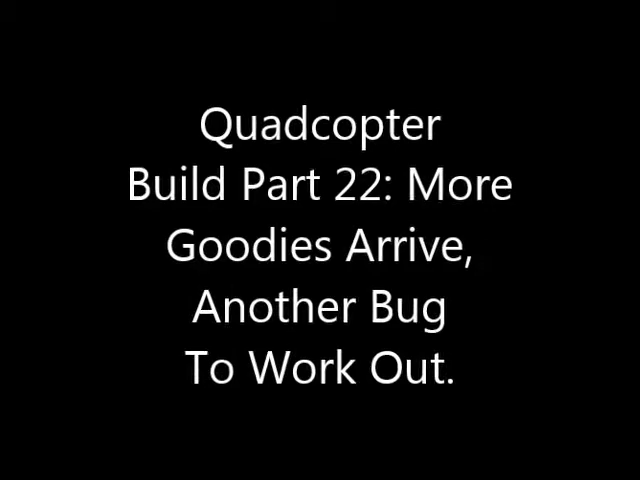 Quadcopter
Build Part 22: More
Goodies Arrive,
Another Bug
To Work Out.